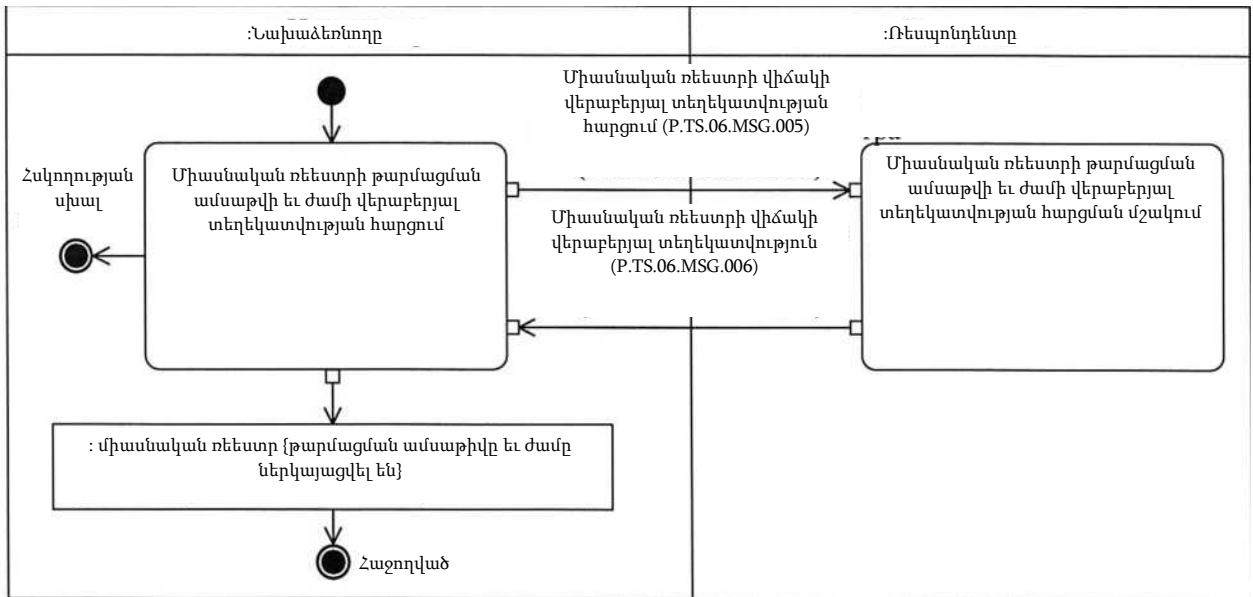 :Նախաձեռնողը
:Ռեսպոնդենտը
Միասնական ռեեստրի վիճակի
վերաբերյալ տեղեկատվության
հարցում (P.TS.06.MSG.005)
Հսկողության
սխալ
Միասնական ռեեստրի թարմացման
ամսաթվի եւ ժամի վերաբերյալ
տեղեկատվության հարցում
Միասնական ռեեստրի վիճակի
վերաբերյալ տեղեկատվություն
(P.TS.06.MSG.006)
Միասնական ռեեստրի թարմացման
ամսաթվի եւ ժամի վերաբերյալ
տեղեկատվության հարցման մշակում
: միասնական ռեեստր {թարմացման ամսաթիվը եւ ժամը
ներկայացվել են}
Հաջողված